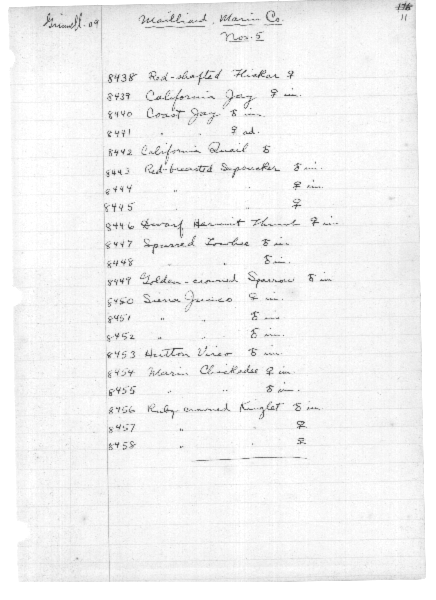 Grinnell-09 Mailliard, Marin Co. 11
Nov. 5
8438 Red-shafted Flicker ♀
8439 California Jay ♀ im.
8440 Coast Jay ♂ im.
8441 " " ♀ ad.
8442 California Quail ♂
8443 Red-breasted Sapsucker ♂ im.
8444 " " ♀ im.
8445 " " ♀
8446 Dwarf Hermit Thrush ♀ im.
8447 Spurred Towhee ♂ im.
8448 " " ♂ im.
8449 Golden-crowned Sparrow ♂ im
8450 Sierra Junco ♀ im.
8451 " " ♂ im
8452 " " ♂ im.
8453 Hutton Vireo ♂ im.
8454 Marin Chickadee ♀ im.
8455 " " ♂ im.
8456 Ruby-crowned Kinglet ♂ im.
8457 " " ♀
8458 " " ♀